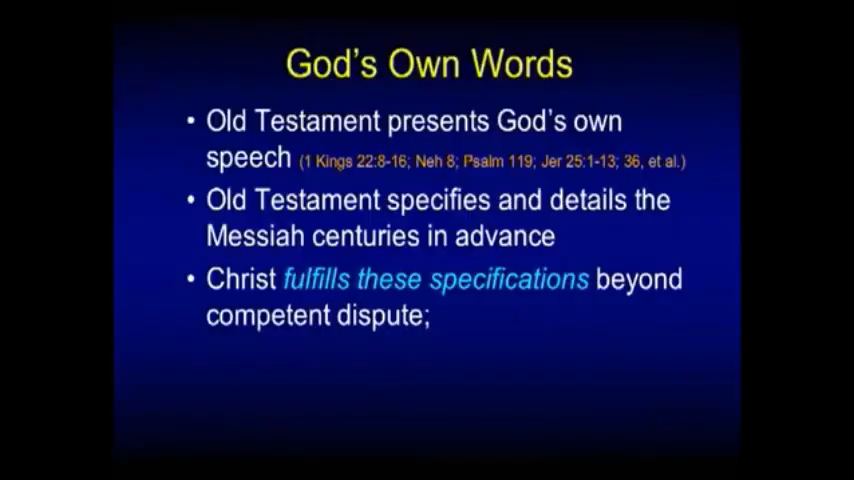 God's Own Words
• Old Testament presents God's own
speech (1 Kings 22:8-16; Neh 8; Psalm 119; Jer 25:1-13; 36, et al.)
• Old Testament specifies and details the
Messiah centuries in advance
• Christ fulfills these specifications beyond
competent dispute;